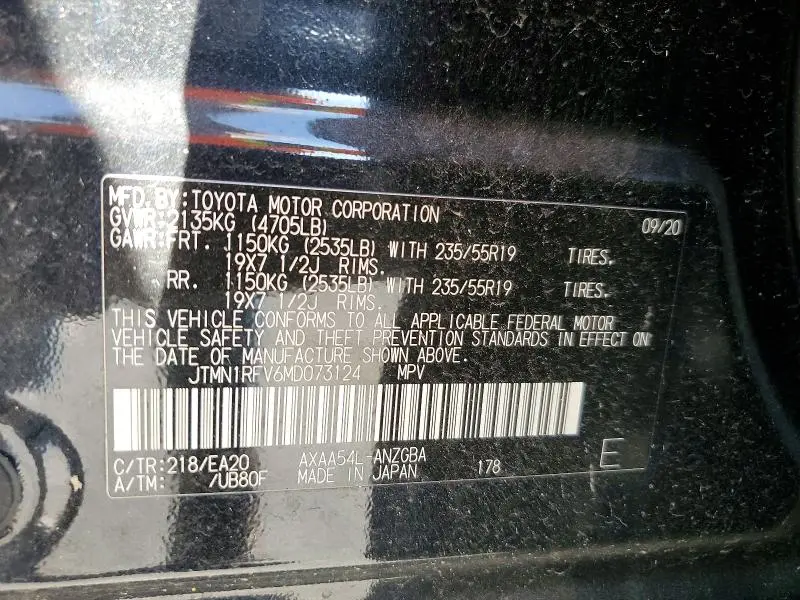 MFD. BY: TOYOTA MOTOR CORPORATION 09/20
GVWR: 2135KG (4705LB)
GAWR: FRT. 1150KG (2535LB) WITH 235/55R19 TIRES.
19X7 1/2J RIMS.
RR. 1150KG (2535LB) WITH 235/55R19 TIRES.
19X7 1/2J RIMS.
THIS VEHICLE CONFORMS TO ALL APPLICABLE FEDERAL MOTOR
VEHICLE SAFETY AND THEFT PREVENTION STANDARDS IN EFFECT ON
THE DATE OF MANUFACTURE SHOWN ABOVE.
JTMN1RFV6MD073124 MPV
C/TR: 218/EA20 AXAA54L-ANZGBA
A/TM: /UB80F MADE IN JAPAN 178 E